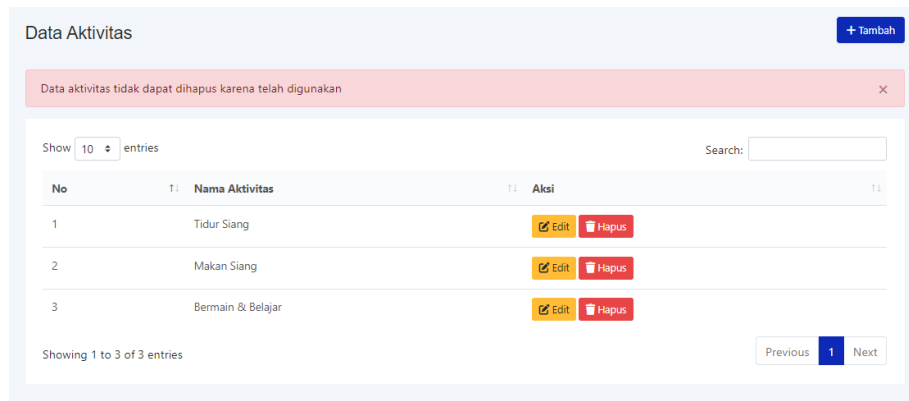 Data Aktivitas
+ Tambah
Data aktivitas tidak dapat dihapus karena telah digunakan ×
Show 10 entries Search:
No ↑↓ Nama Aktivitas ↑↓ Aksi ↑↓
1 Tidur Siang Edit Hapus
2 Makan Siang Edit Hapus
3 Bermain & Belajar Edit Hapus
Showing 1 to 3 of 3 entries Previous 1 Next